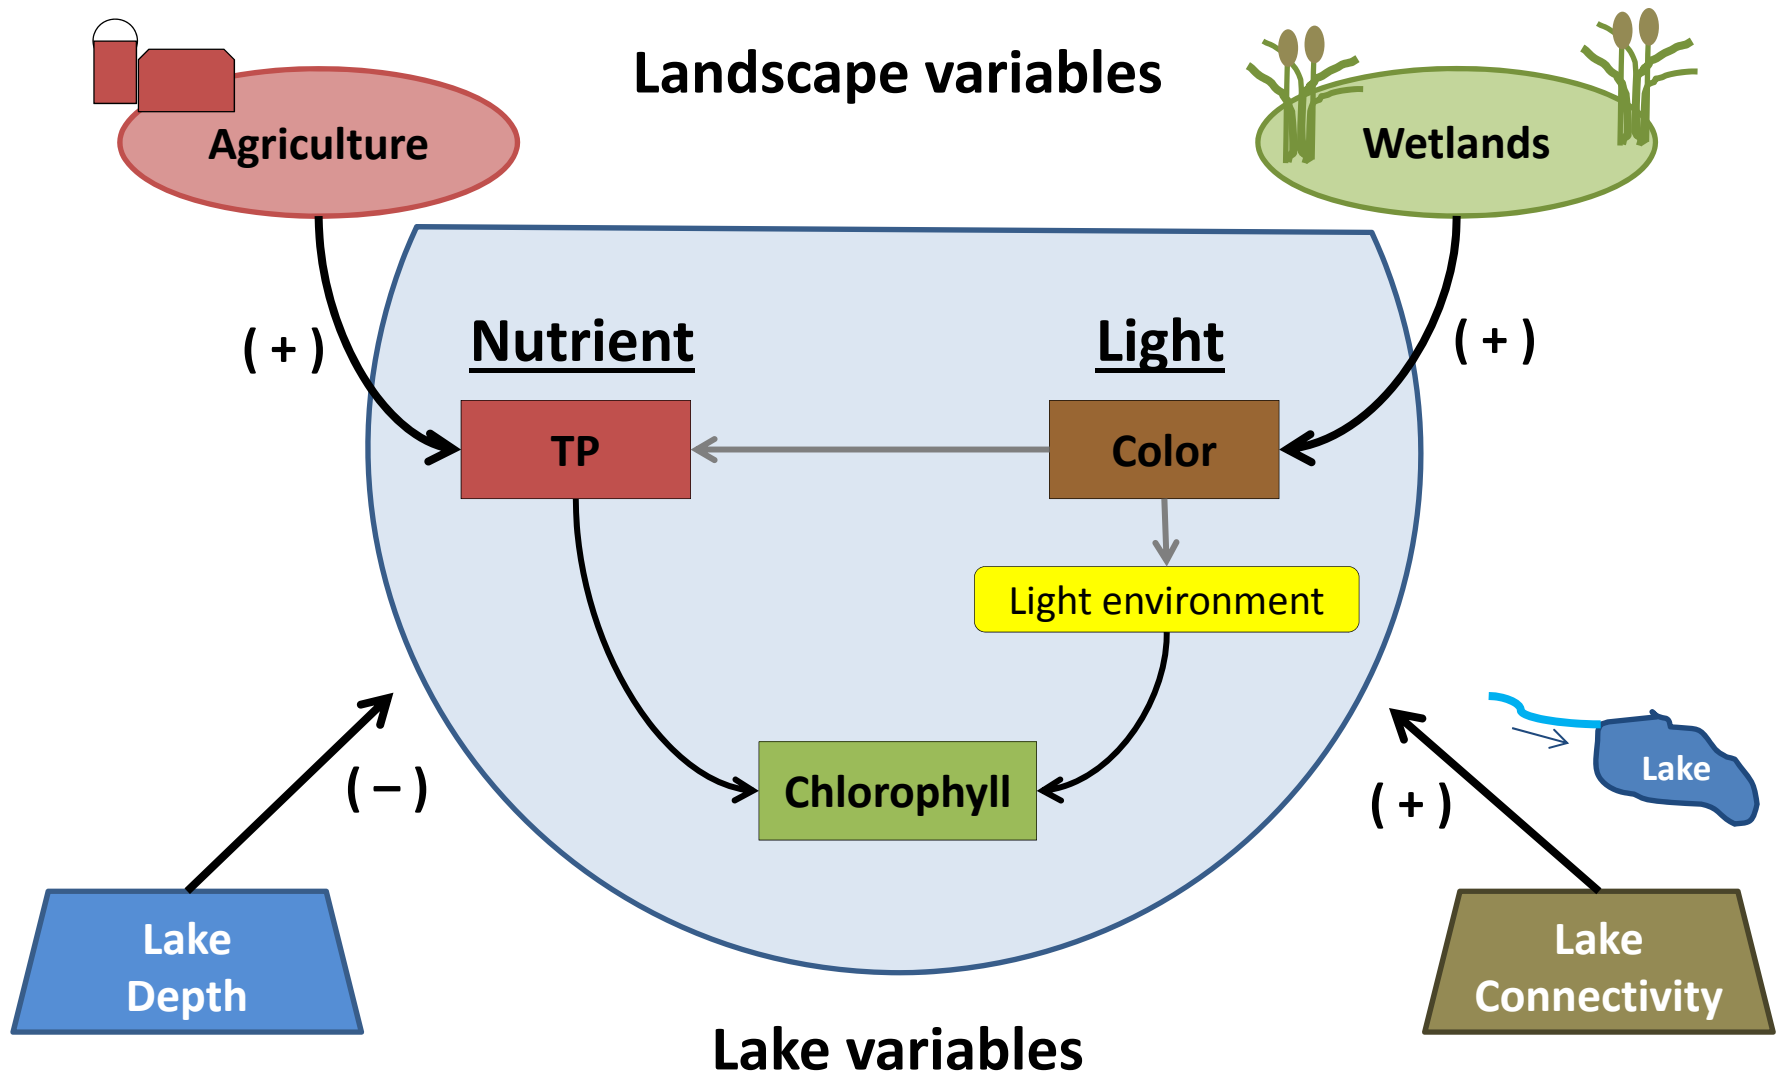 Landscape variables
Agriculture
Wetlands
( + )
Nutrient
Light
( + )
TP
Color
Light environment
Lake
( – )
Chlorophyll
( + )
Lake
Depth
Lake
Connectivity
Lake variables